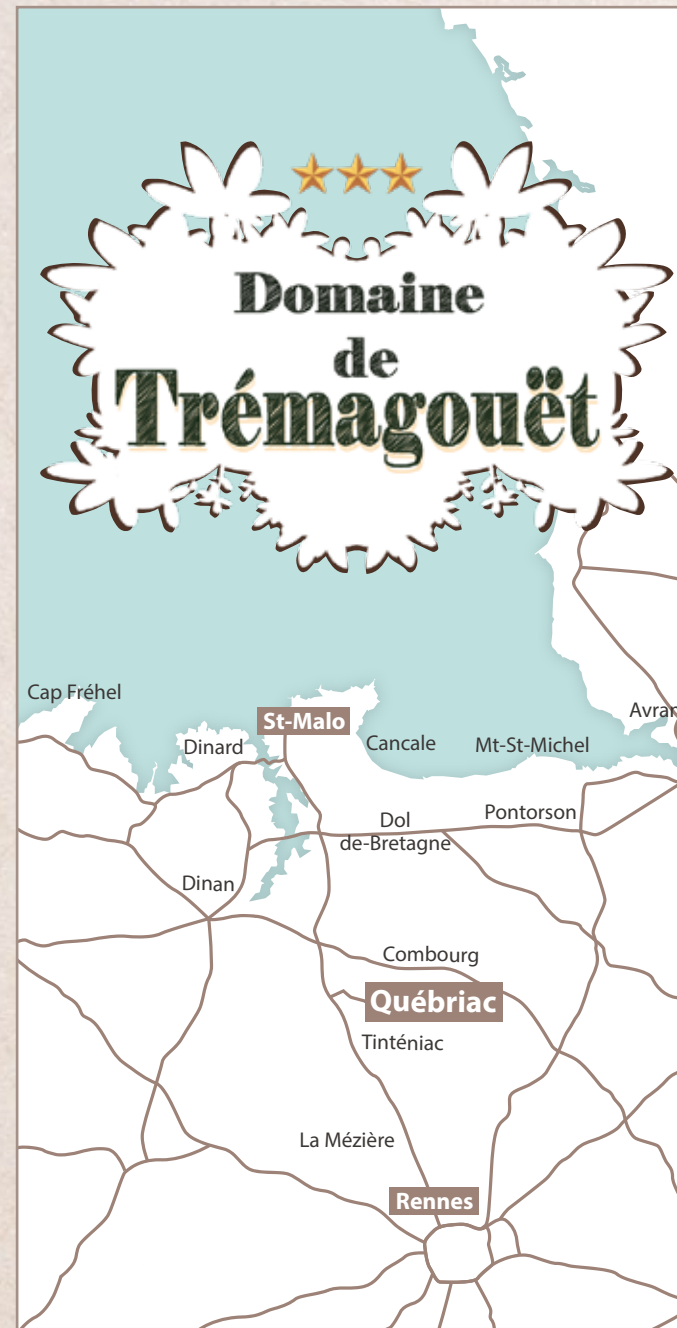 Domaine
de
Trémagouët
Cap Fréhel
St-Malo
Dinard
Cancale
Mt-St-Michel
Avran
Dol
de-Bretagne
Pontorson
Dinan
Combourg
Québriac
Tinténiac
La Mézière
Rennes